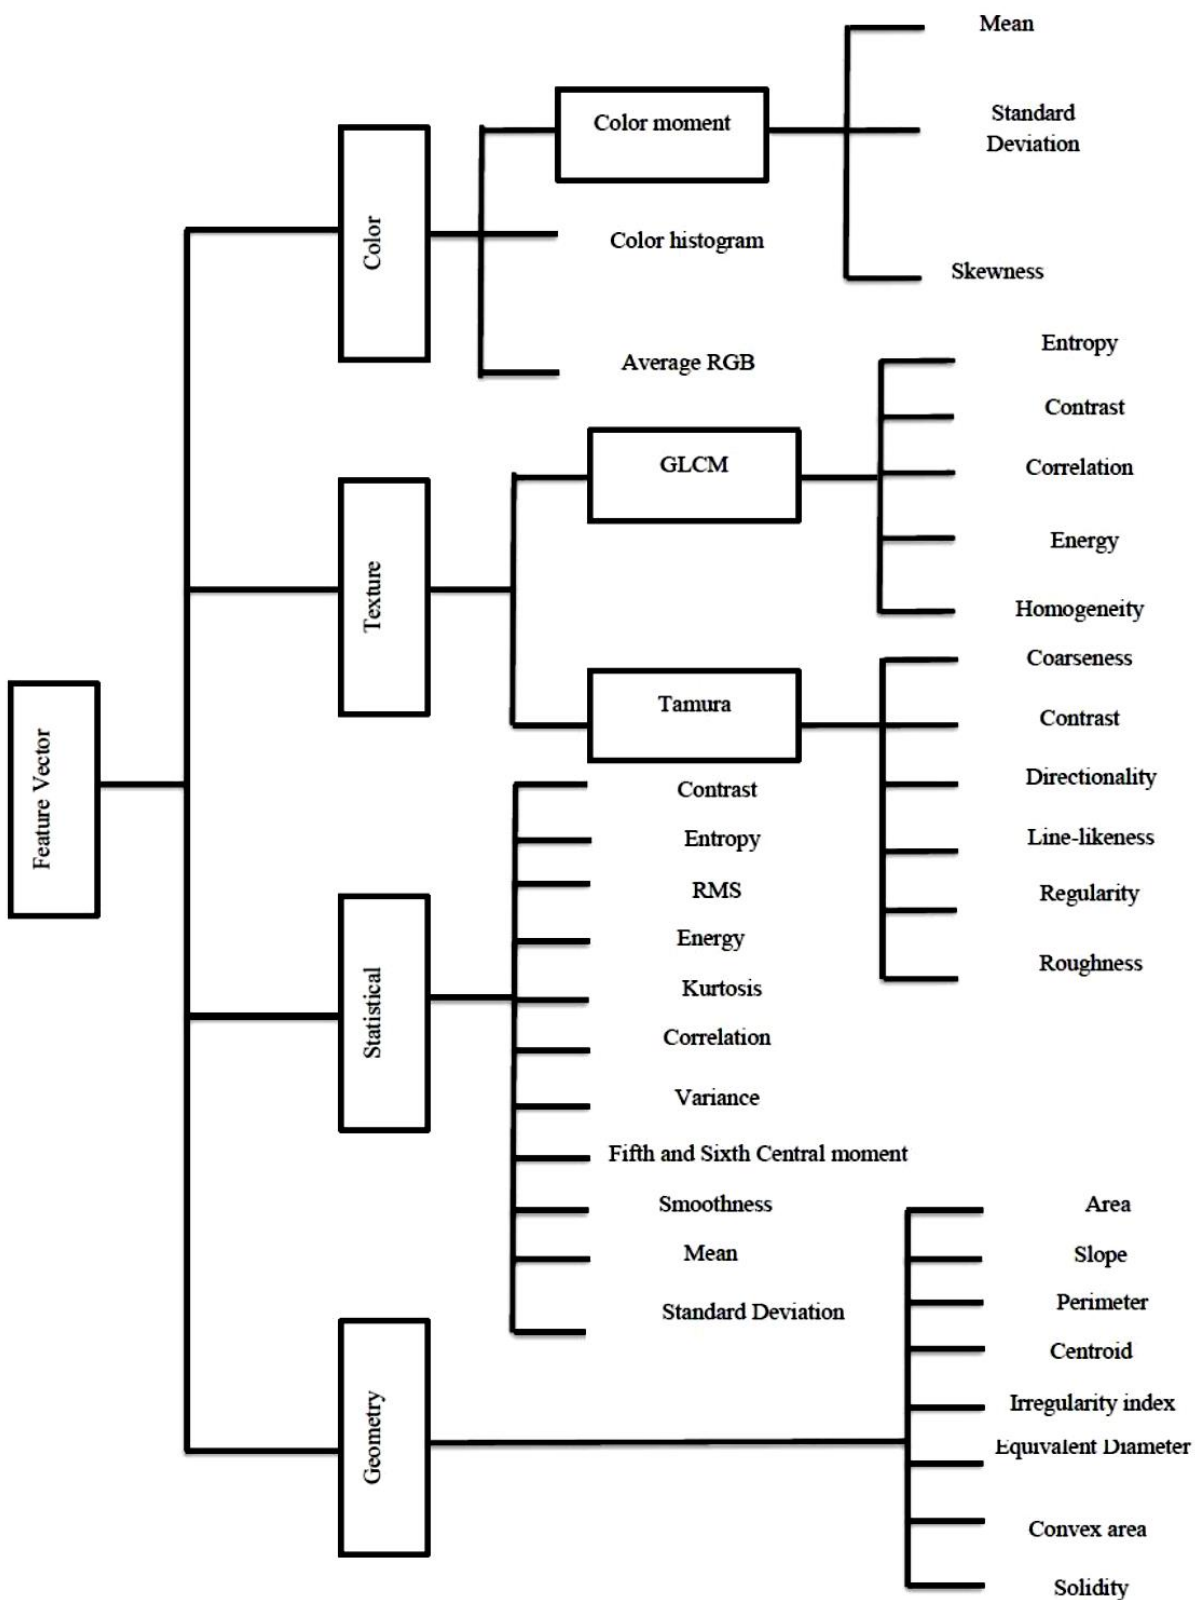 Feature Vector
Color
Color moment
Mean
Standard
Deviation
Skewness
Color histogram
Average RGB
Texture
GLCM
Entropy
Contrast
Correlation
Energy
Homogeneity
Tamura
Coarseness
Contrast
Directionality
Line-likeness
Regularity
Roughness
Statistical
Contrast
Entropy
RMS
Energy
Kurtosis
Correlation
Variance
Fifth and Sixth Central moment
Smoothness
Mean
Standard Deviation
Geometry
Area
Slope
Perimeter
Centroid
Irregularity index
Equivalent Diameter
Convex area
Solidity